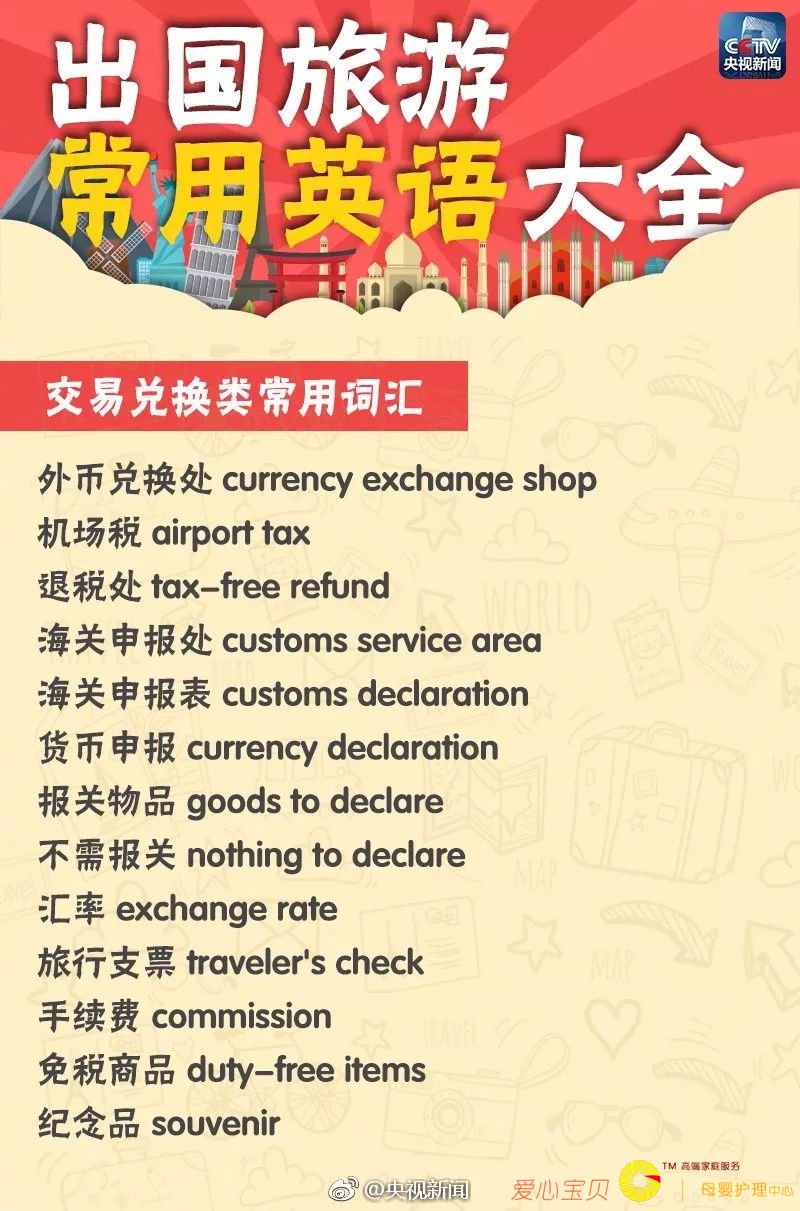 CCTV
央视新闻
出国旅游
常用英语大全
交易兑换类常用词汇
外币兑换处 currency exchange shop
机场税 airport tax
退税处 tax-free refund
海关申报处 customs service area
海关申报表 customs declaration
货币申报 currency declaration
报关物品 goods to declare
不需报关 nothing to declare
汇率 exchange rate
旅行支票 traveler's check
手续费 commission
免税商品 duty-free items
纪念品 souvenir
@央视新闻
爱心宝贝 TM 高端家庭服务
母婴护理中心